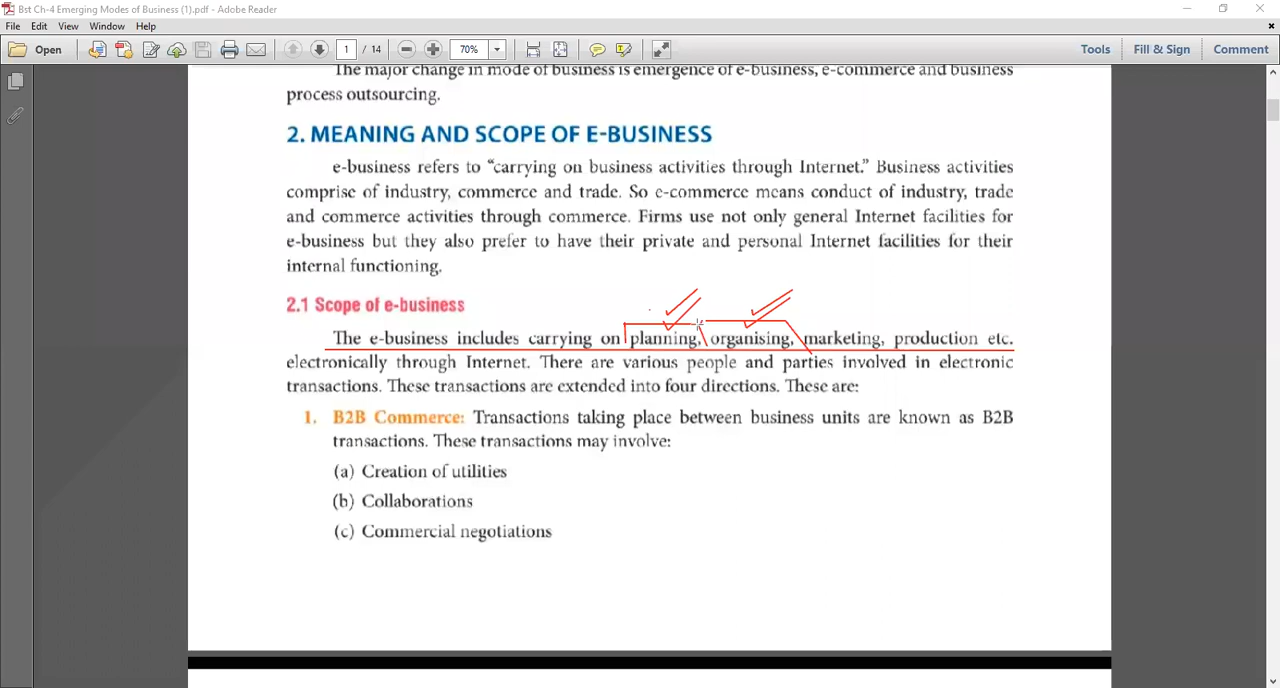 Bst Ch-4 Emerging Modes of Business (1).pdf - Adobe Reader
File Edit View Window Help
Open 1 / 14 70% Tools Fill & Sign Comment
The major change in mode of business is emergence of e-business, e-commerce and business
process outsourcing.
2. MEANING AND SCOPE OF E-BUSINESS
e-business refers to “carrying on business activities through Internet.” Business activities
comprise of industry, commerce and trade. So e-commerce means conduct of industry, trade
and commerce activities through commerce. Firms use not only general Internet facilities for
e-business but they also prefer to have their private and personal Internet facilities for their
internal functioning.
2.1 Scope of e-business
The e-business includes carrying on planning, organising, marketing, production etc.
electronically through Internet. There are various people and parties involved in electronic
transactions. These transactions are extended into four directions. These are:
1. B2B Commerce: Transactions taking place between business units are known as B2B
transactions. These transactions may involve:
(a) Creation of utilities
(b) Collaborations
(c) Commercial negotiations